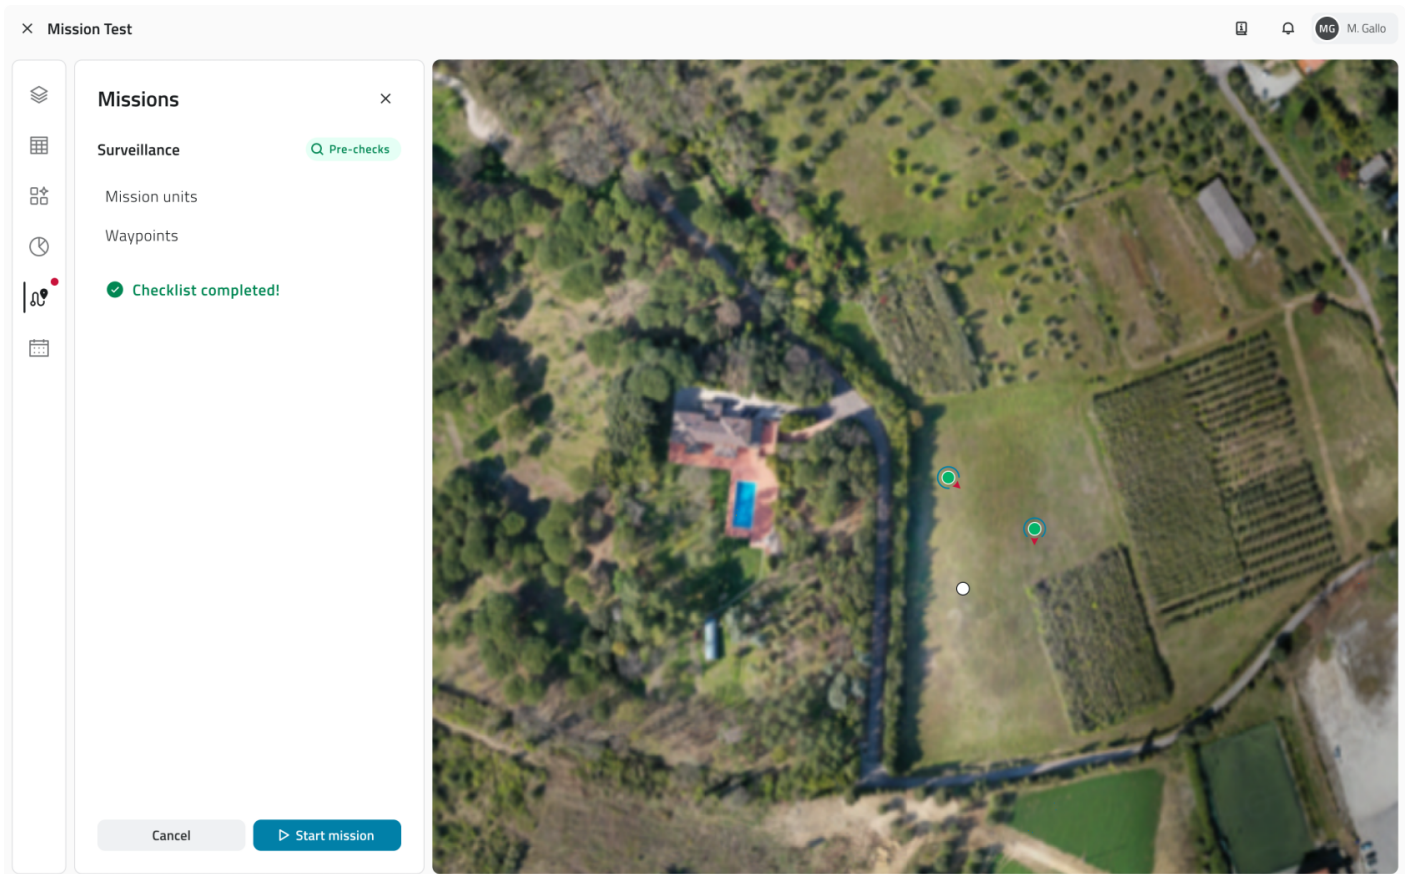 Mission Test
MG M. Gallo
Missions
Surveillance
Pre-checks
Mission units
Waypoints
Checklist completed!
Cancel
Start mission